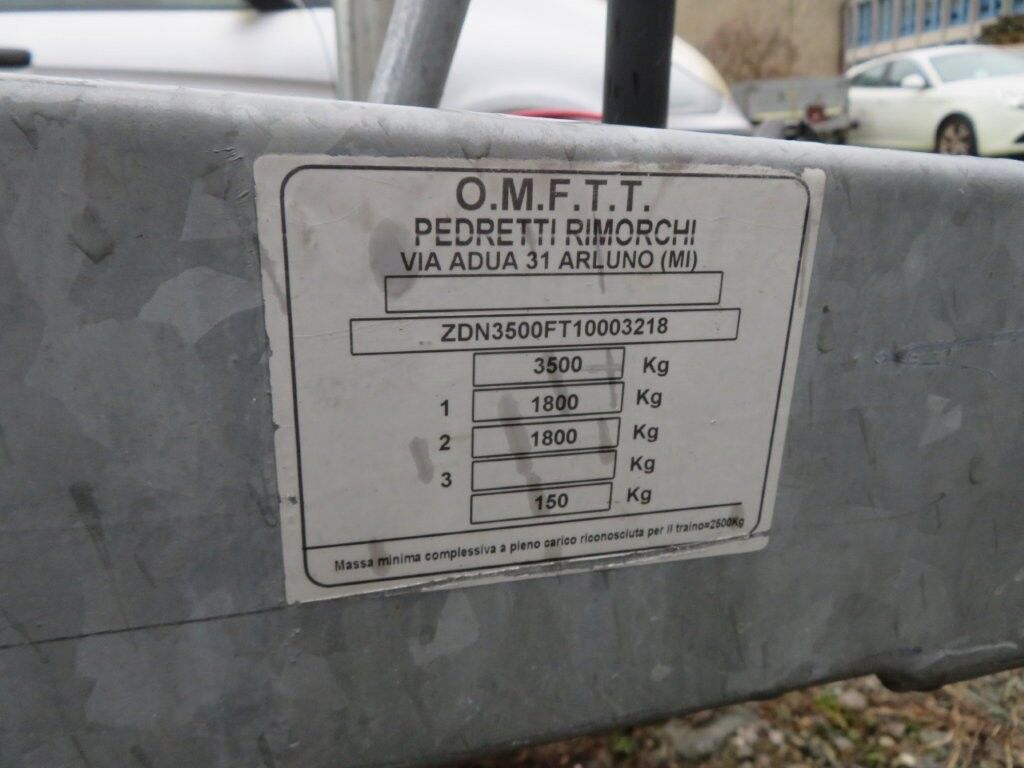 O.M.F.T.T.
PEDRETTI RIMORCHI
VIA ADUA 31 ARLUNO (MI)
ZDN3500FT10003218
3500 Kg
1 1800 Kg
2 1800 Kg
3 Kg
150 Kg
Massa minima complessiva a pieno carico riconosciuta per il traino=2500Kg